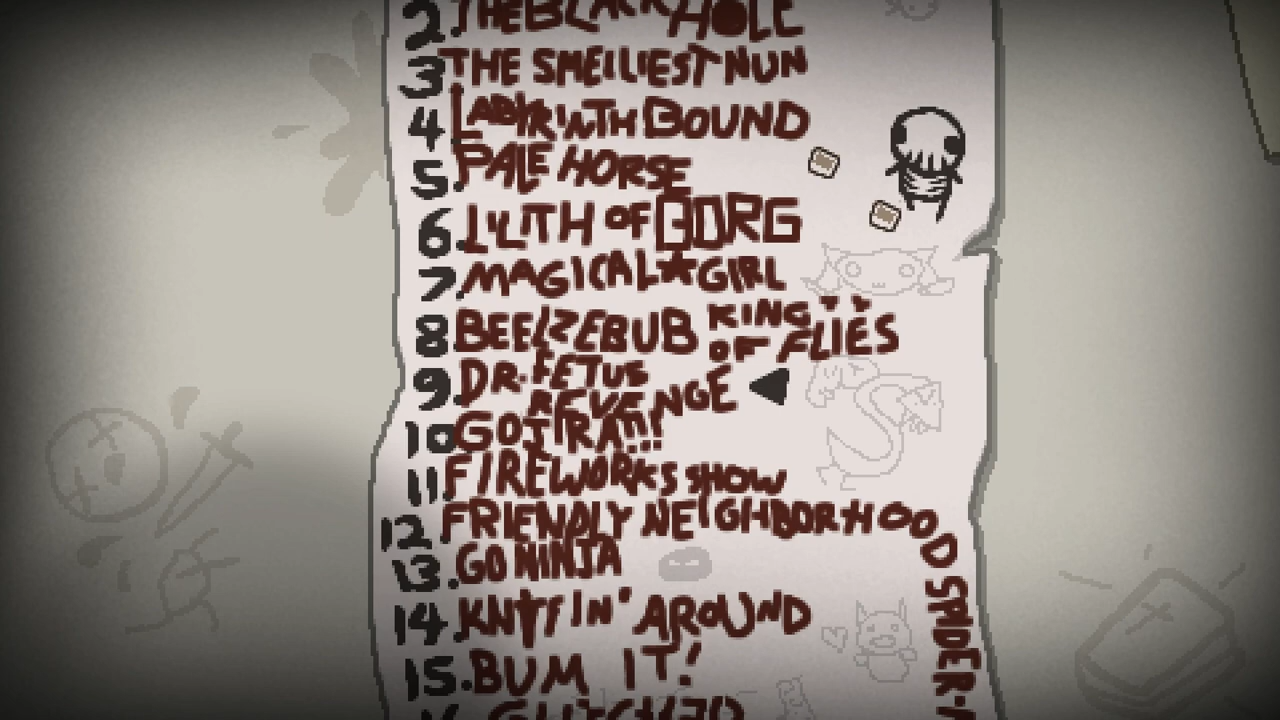 2. THE BLACK HOLE
3 THE SMELLIEST NUN
4 LABYRINTH BOUND
5. PALE HORSE
6. LILITH OF BORG
7. MAGICAL★GIRL
8 BEELZEBUB KING OF FLIES
9. DR. FETUS REVENGE
10 GOJIRA!!!
11. FIREWORKS SHOW
12 FRIENDLY NEIGHBORHOOD SPIDER-
13. GO NINJA
14. KNIFIN' AROUND
15. BUM IT!